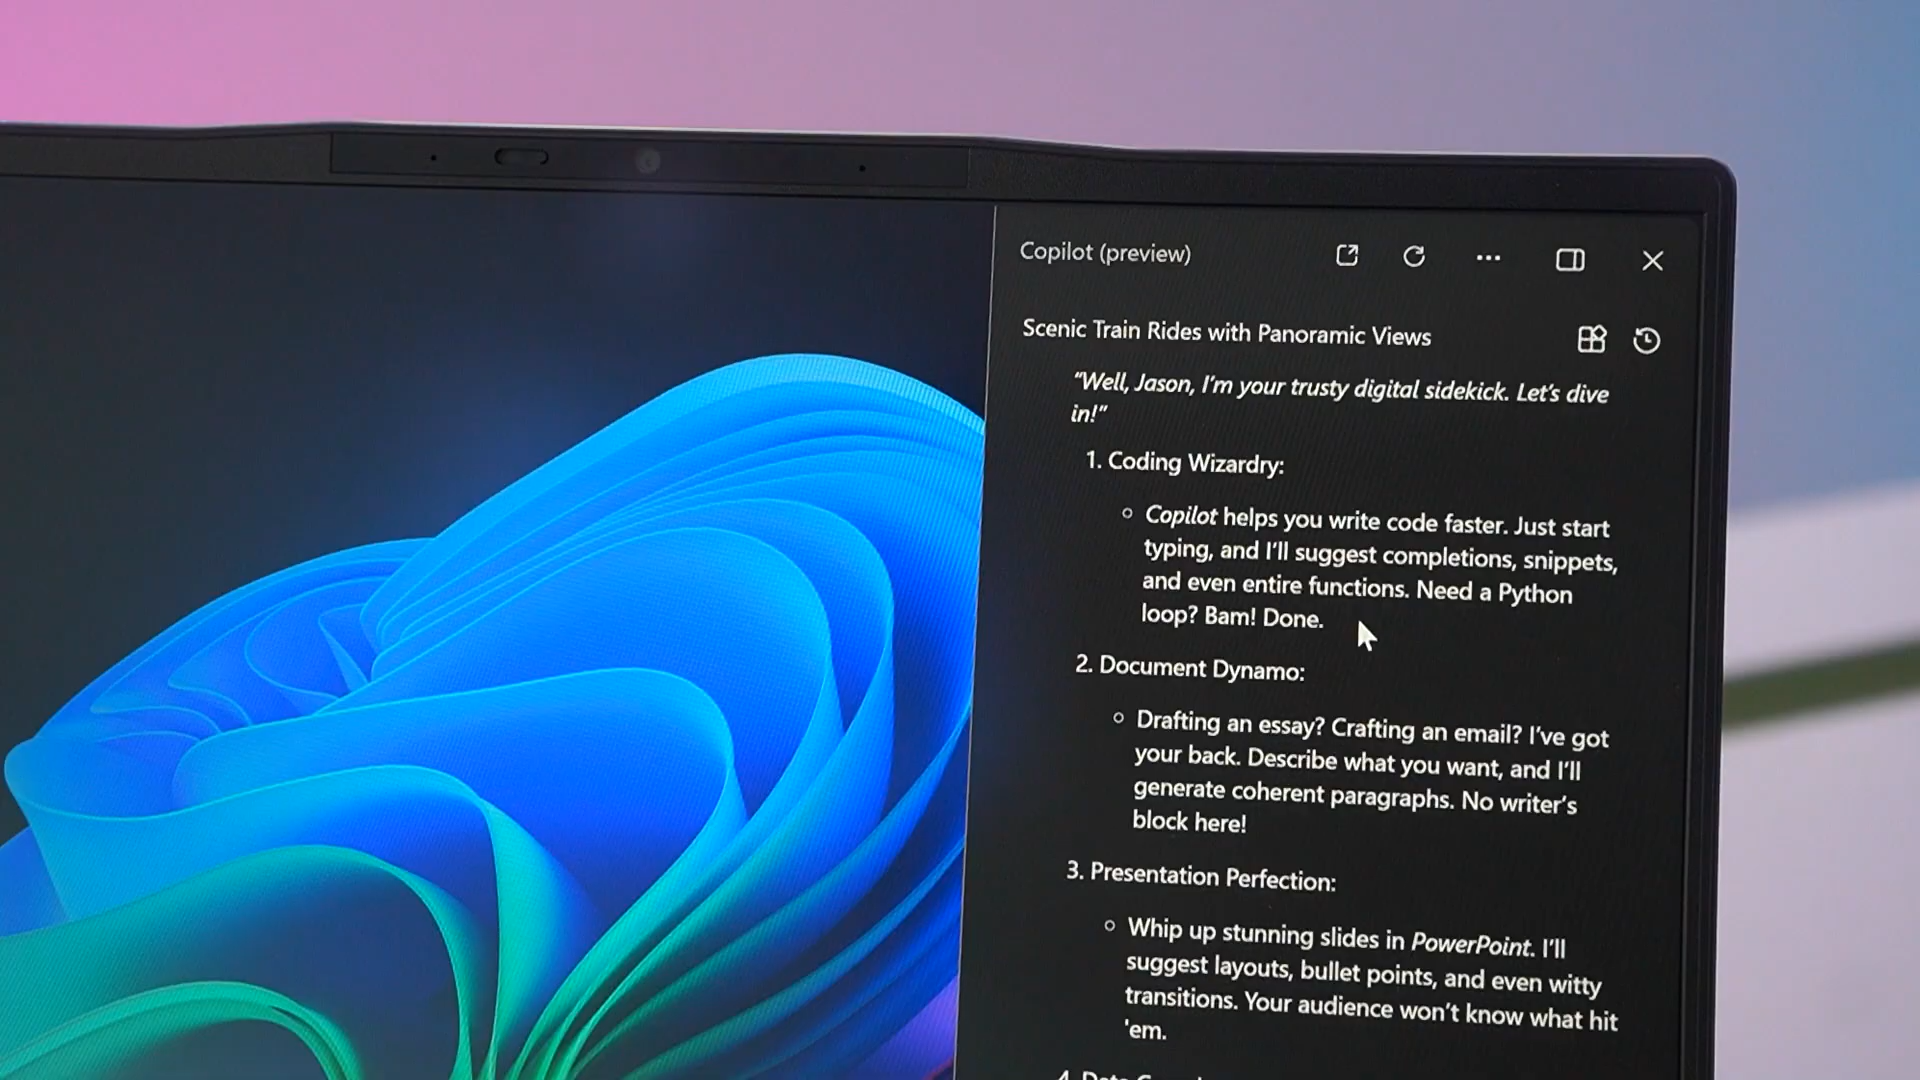 Copilot (preview)
Scenic Train Rides with Panoramic Views
“Well, Jason, I’m your trusty digital sidekick. Let’s dive
in!”
1. Coding Wizardry:
Copilot helps you write code faster. Just start
typing, and I’ll suggest completions, snippets,
and even entire functions. Need a Python
loop? Bam! Done.
2. Document Dynamo:
Drafting an essay? Crafting an email? I’ve got
your back. Describe what you want, and I’ll
generate coherent paragraphs. No writer’s
block here!
3. Presentation Perfection:
Whip up stunning slides in PowerPoint. I’ll
suggest layouts, bullet points, and even witty
transitions. Your audience won’t know what hit
'em.